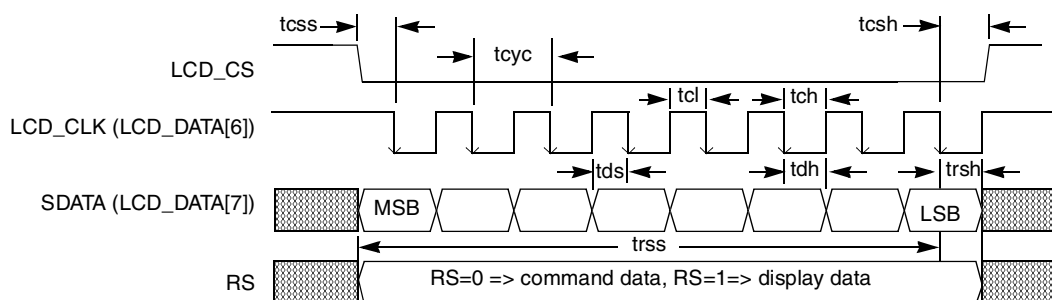 tcss
tcsh
tcyc
LCD_CS
tcl
tch
LCD_CLK (LCD_DATA[6])
tds
tdh
trsh
SDATA (LCD_DATA[7])
MSB
LSB
trss
RS
RS=0 => command data, RS=1=> display data